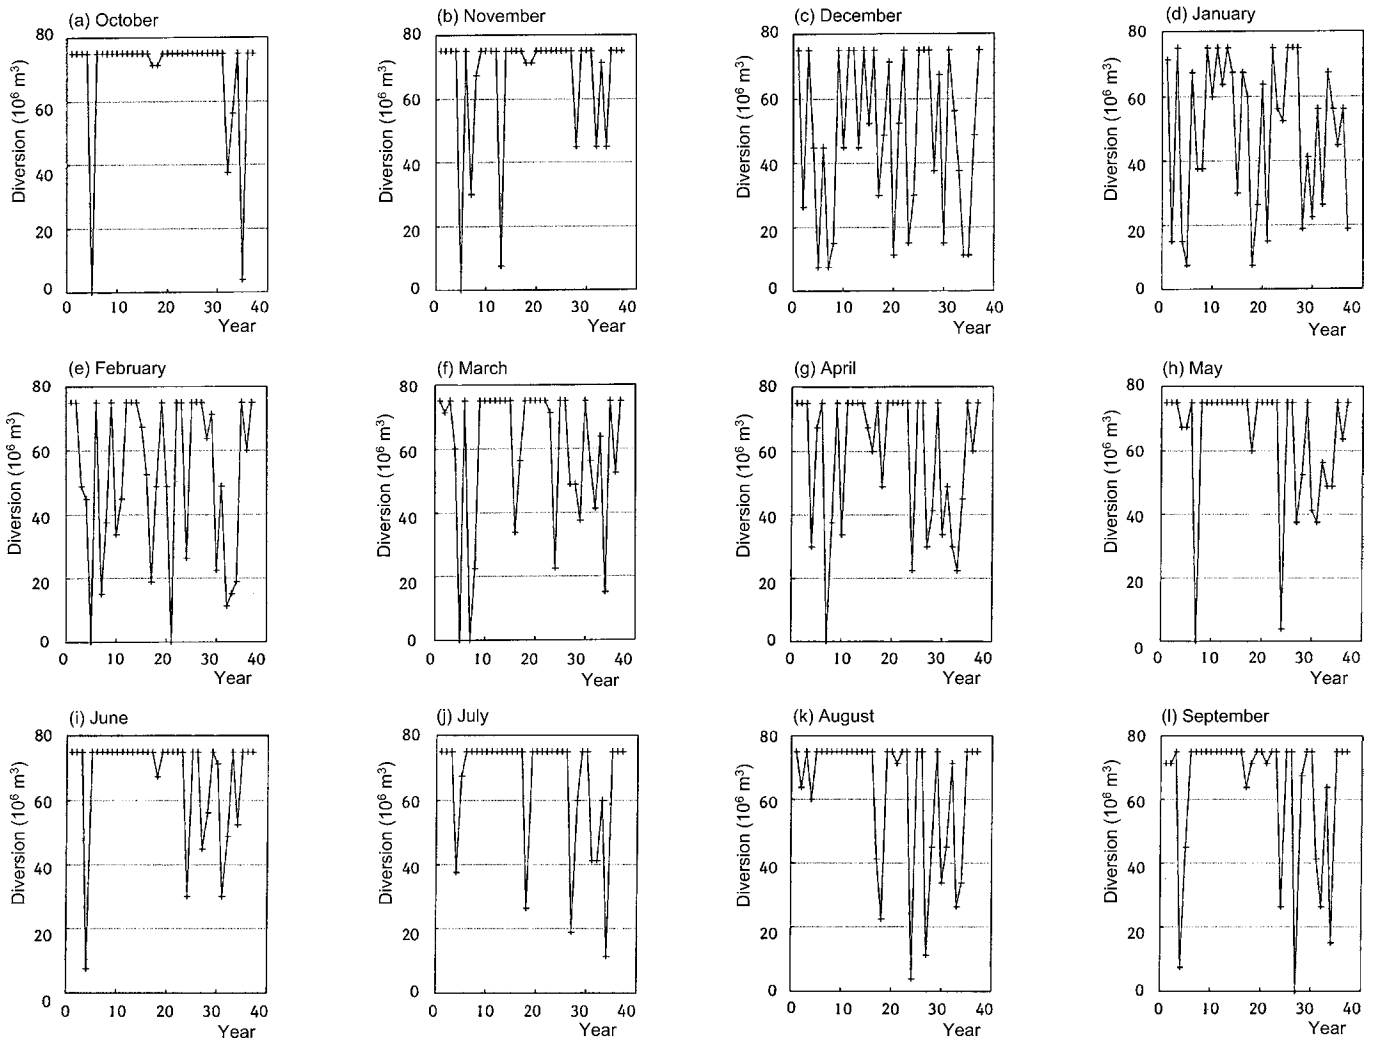 (a) October
80
60
40
20
0
0 10 20 30 40
Year
Diversion (10⁶ m³)
(b) November
80
60
40
20
0
0 10 20 30 40
Year
Diversion (10⁶ m³)
(c) December
80
60
40
20
0
0 10 20 30 40
Year
Diversion (10⁶ m³)
(d) January
80
60
40
20
0
0 10 20 30 40
Year
Diversion (10⁶ m³)
(e) February
80
60
40
20
0
0 10 20 30 40
Year
Diversion (10⁶ m³)
(f) March
80
60
40
20
0
0 10 20 30 40
Year
Diversion (10⁶ m³)
(g) April
80
60
40
20
0
0 10 20 30 40
Year
Diversion (10⁶ m³)
(h) May
80
60
40
20
0
0 10 20 30 40
Year
Diversion (10⁶ m³)
(i) June
80
60
40
20
0
0 10 20 30 40
Year
Diversion (10⁶ m³)
(j) July
80
60
40
20
0
0 10 20 30 40
Year
Diversion (10⁶ m³)
(k) August
80
60
40
20
0
0 10 20 30 40
Year
Diversion (10⁶ m³)
(l) September
80
60
40
20
0
0 10 20 30 40
Year
Diversion (10⁶ m³)